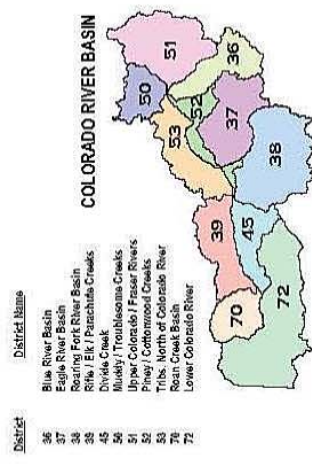 COLORADO RIVER BASIN
District District Name
36 Blue River Basin
37 Eagle River Basin
38 Roaring Fork River Basin
39 Rifle / Elk / Parachute Creeks
45 Divide Creek
50 Muddy / Troublesome Creeks
51 Upper Colorado / Fraser Rivers
52 Piney / Cottonwood Creeks
53 Tribs. North of Colorado River
70 Roan Creek Basin
72 Lower Colorado River
51
36
50
52
37
53
38
39
45
70
72